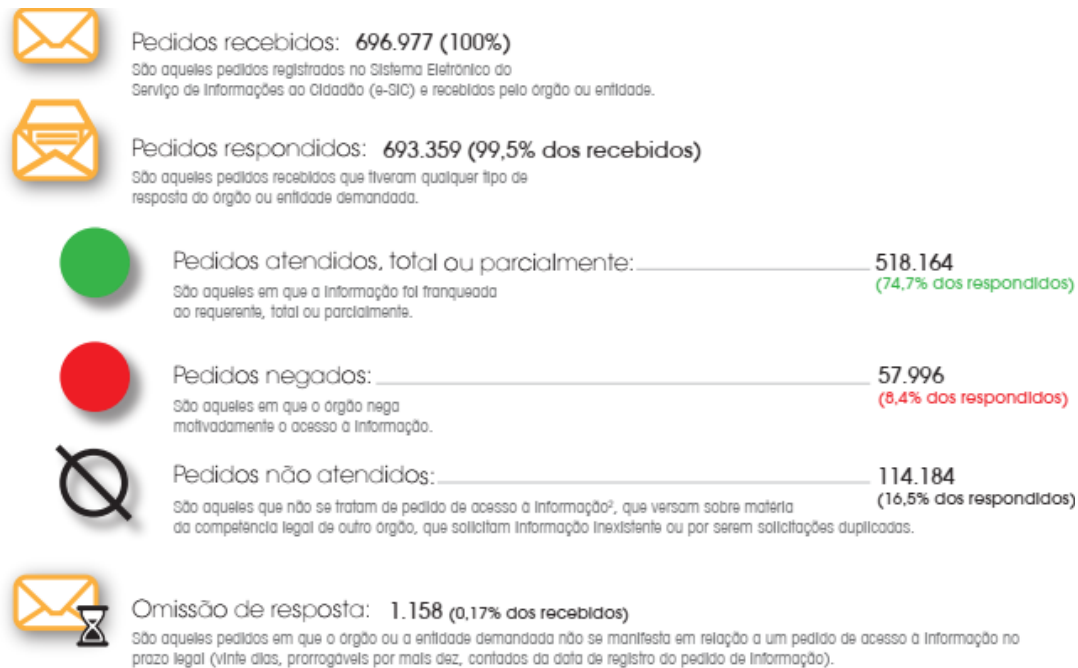 Pedidos recebidos: 696.977 (100%)
São aqueles pedidos registrados no Sistema Eletrônico do
Serviço de Informações ao Cidadão (e-SIC) e recebidos pelo órgão ou entidade.
Pedidos respondidos: 693.359 (99,5% dos recebidos)
São aqueles pedidos recebidos que tiveram qualquer tipo de
resposta do órgão ou entidade demandada.
Pedidos atendidos, total ou parcialmente: 518.164
(74,7% dos respondidos)
São aqueles em que a informação foi franqueada
ao requerente, total ou parcialmente.
Pedidos negados: 57.996
(8,4% dos respondidos)
São aqueles em que o órgão nega
motivadamente o acesso à informação.
Pedidos não atendidos: 114.184
(16,5% dos respondidos)
São aqueles que não se tratam de pedido de acesso à informação², que versam sobre matéria
da competência legal de outro órgão, que solicitam informação inexistente ou por serem solicitações duplicadas.
Omissão de resposta: 1.158 (0,17% dos recebidos)
São aqueles pedidos em que o órgão ou a entidade demandada não se manifesta em relação a um pedido de acesso à informação no
prazo legal (vinte dias, prorrogáveis por mais dez, contados da data de registro do pedido de informação).